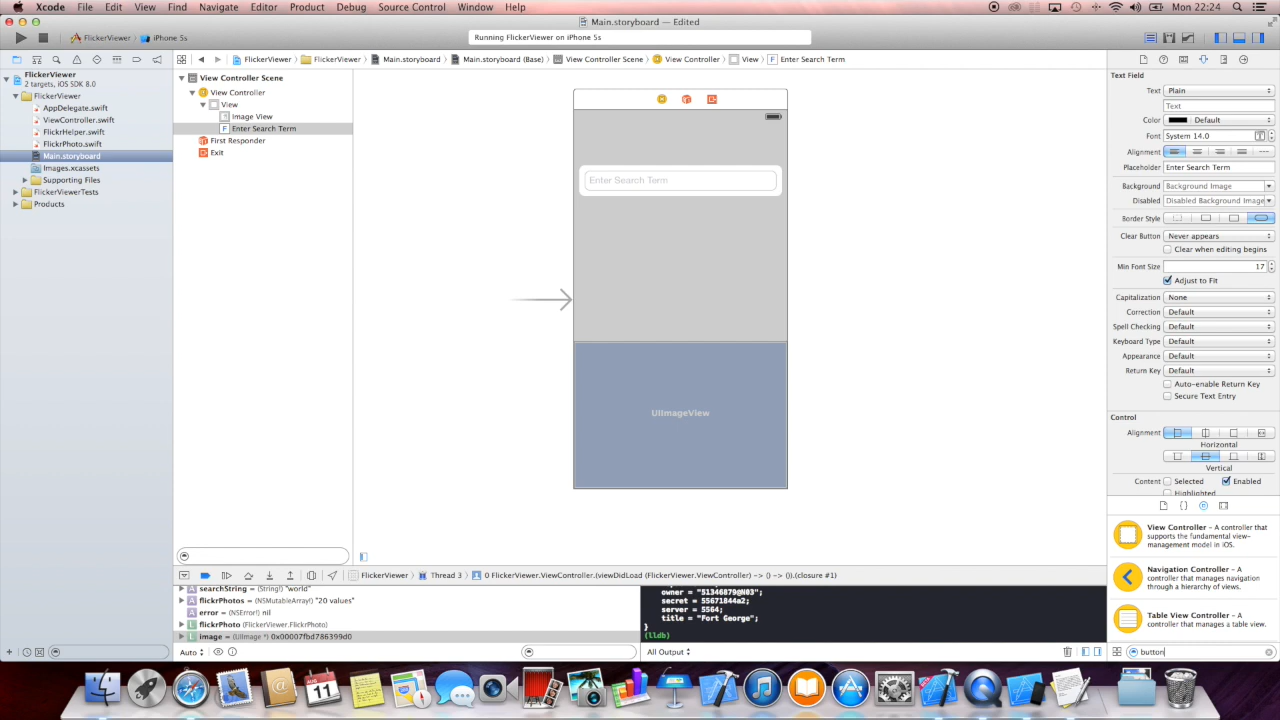 Xcode File Edit View Find Navigate Editor Product Debug Source Control Window Help Mon 22:24
Main.storyboard — Edited
FlickerViewer iPhone 5s Running FlickerViewer on iPhone 5s
FlickerViewer FlickerViewer Main.storyboard Main.storyboard (Base) View Controller Scene View Controller View F Enter Search Term
FlickerViewer
2 targets, iOS SDK 8.0
FlickerViewer
AppDelegate.swift
ViewController.swift
FlickrHelper.swift
FlickrPhoto.swift
Main.storyboard
Images.xcassets
Supporting Files
FlickerViewerTests
Products
View Controller Scene
View Controller
View
Image View
F Enter Search Term
First Responder
Exit
Enter Search Term
UIImageView
Text Field
Text Plain
Text
Color Default
Font System 14.0
Alignment
Placeholder Enter Search Term
Background Background Image
Disabled Disabled Background Image
Border Style
Clear Button Never appears
Clear when editing begins
Min Font Size 17
Adjust to Fit
Capitalization None
Correction Default
Spell Checking Default
Keyboard Type Default
Appearance Default
Return Key Default
Auto-enable Return Key
Secure Text Entry
Control
Alignment
Horizontal
Vertical
Content Selected Enabled
Highlighted
View Controller – A controller that
supports the fundamental view-
management model in iOS.
Navigation Controller – A
controller that manages navigation
through a hierarchy of views.
Table View Controller – A
controller that manages a table view.
button
FlickerViewer Thread 3 0 FlickerViewer.ViewController.(viewDidLoad (FlickerViewer.ViewController) -> () -> ()).(closure #1)
A searchString = (String!) "world"
A flickrPhotos = (NSMutableArray!) "20 values"
A error = (NSError!) nil
L flickrPhoto (FlickerViewer.FlickrPhoto)
L image = (UIImage *) 0x00007fbd786399d0
Auto
owner = "51346879@N03";
secret = 55671844a2;
server = 5564;
title = "Fort George";
}
(lldb)
All Output
AUG
11